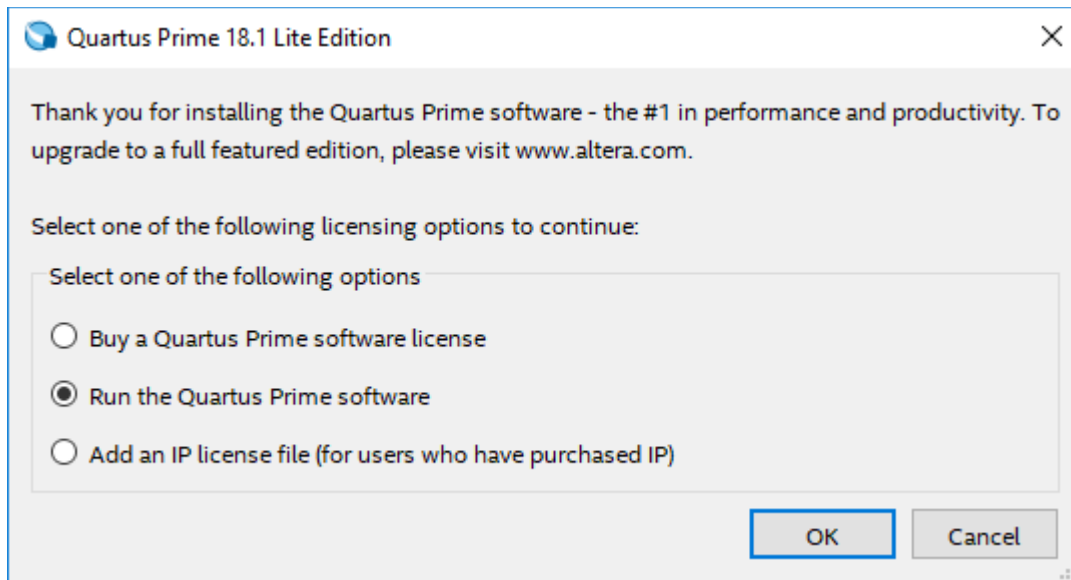 Quartus Prime 18.1 Lite Edition
Thank you for installing the Quartus Prime software - the #1 in performance and productivity. To
upgrade to a full featured edition, please visit www.altera.com.
Select one of the following licensing options to continue:
Select one of the following options
Buy a Quartus Prime software license
Run the Quartus Prime software
Add an IP license file (for users who have purchased IP)
OK
Cancel